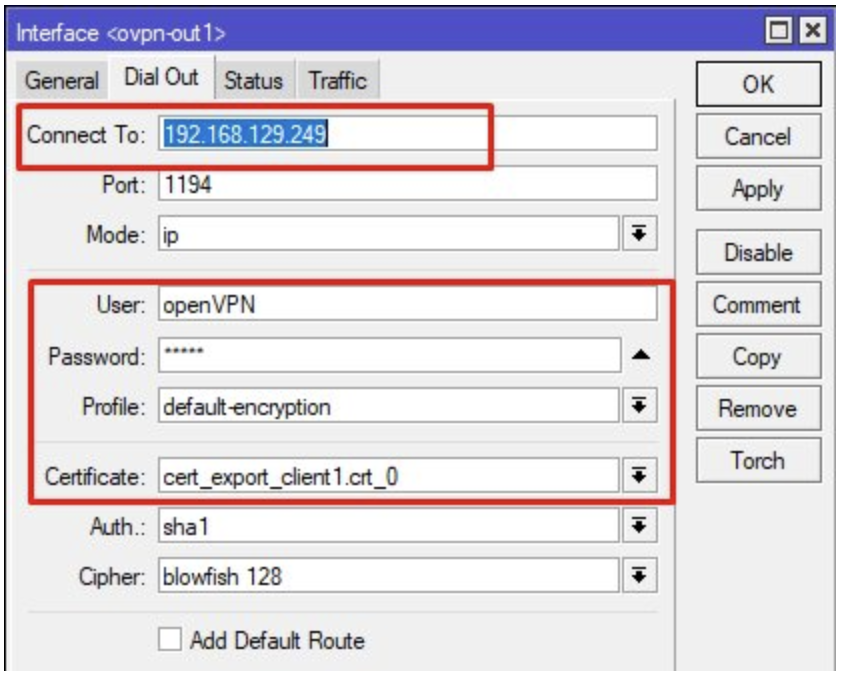 Interface <ovpn-out1>
General Dial Out Status Traffic
OK
Connect To: 192.168.129.249
Cancel
Port: 1194
Apply
Mode: ip
Disable
User: openVPN
Comment
Password: *****
Copy
Profile: default-encryption
Remove
Certificate: cert_export_client1.crt_0
Torch
Auth.: sha1
Cipher: blowfish 128
Add Default Route